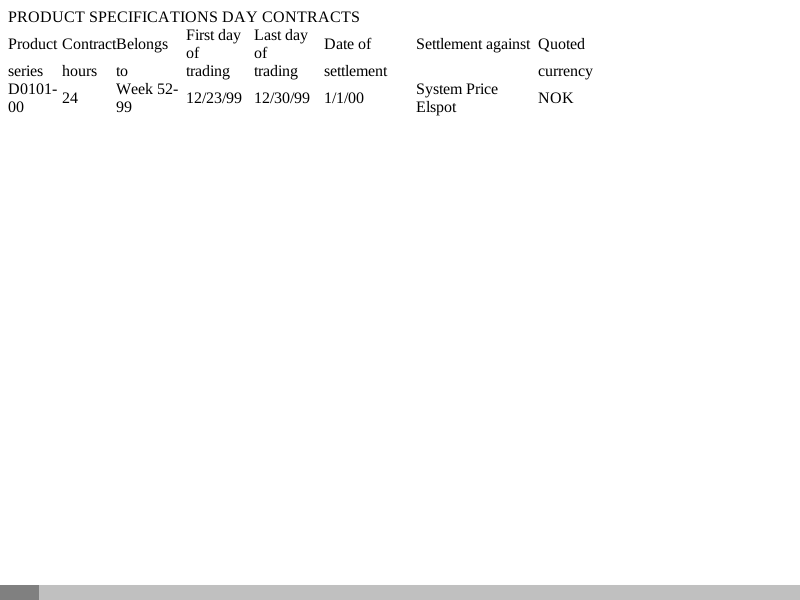 PRODUCT SPECIFICATIONS DAY CONTRACTS
Product Contract Belongs First day of Last day of Date of Settlement against Quoted
series hours to trading trading settlement currency
D0101-00 24 Week 52-99 12/23/99 12/30/99 1/1/00 System Price Elspot NOK